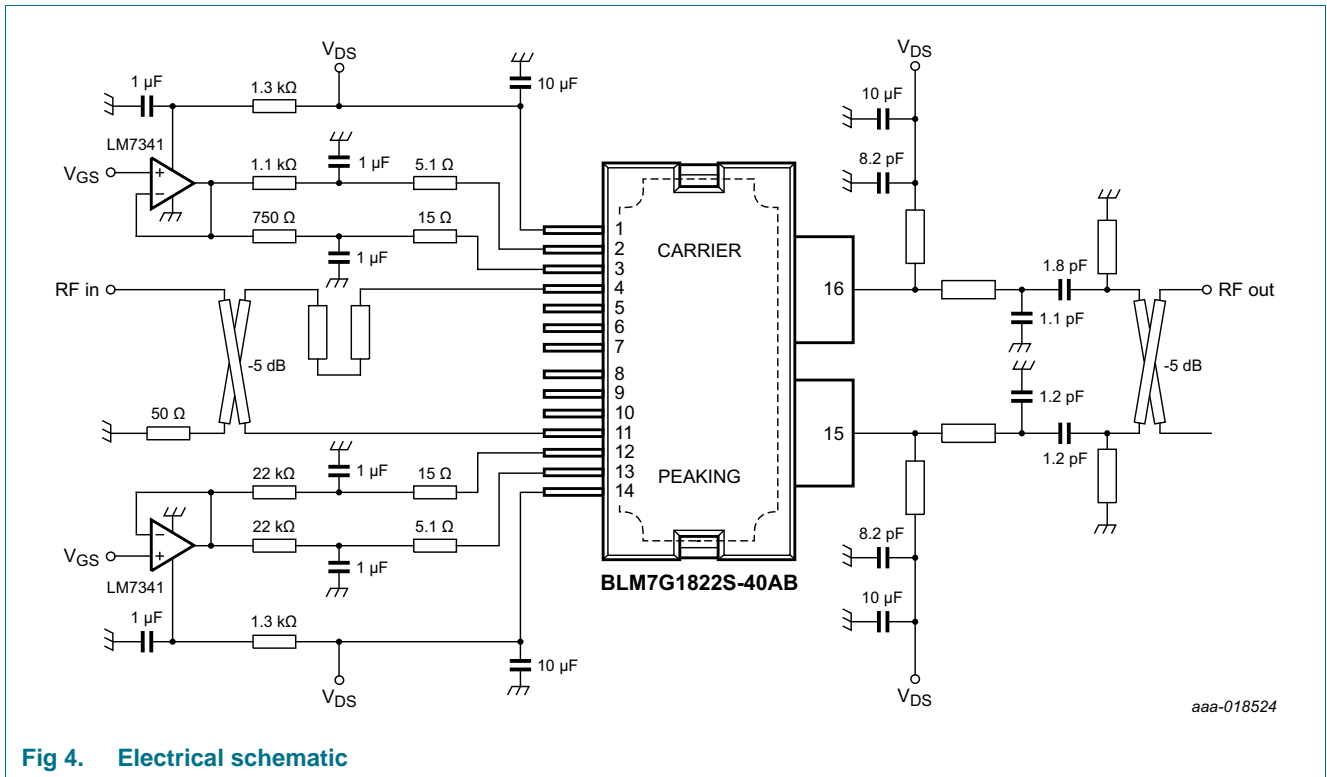 V_DS
V_DS
1 µF
1.3 kΩ
10 µF
10 µF
LM7341
8.2 pF
V_GS
+
−
1.1 kΩ
1 µF
5.1 Ω
750 Ω
15 Ω
1 µF
RF in
-5 dB
50 Ω
1
2
3
4
5
6
7
8
9
10
11
12
13
14
CARRIER
PEAKING
16
15
1.8 pF
1.1 pF
RF out
-5 dB
1.2 pF
1.2 pF
22 kΩ
1 µF
15 Ω
−
+
V_GS
22 kΩ
5.1 Ω
LM7341
1 µF
8.2 pF
BLM7G1822S-40AB
1 µF
1.3 kΩ
10 µF
10 µF
V_DS
V_DS
aaa-018524
Fig 4. Electrical schematic